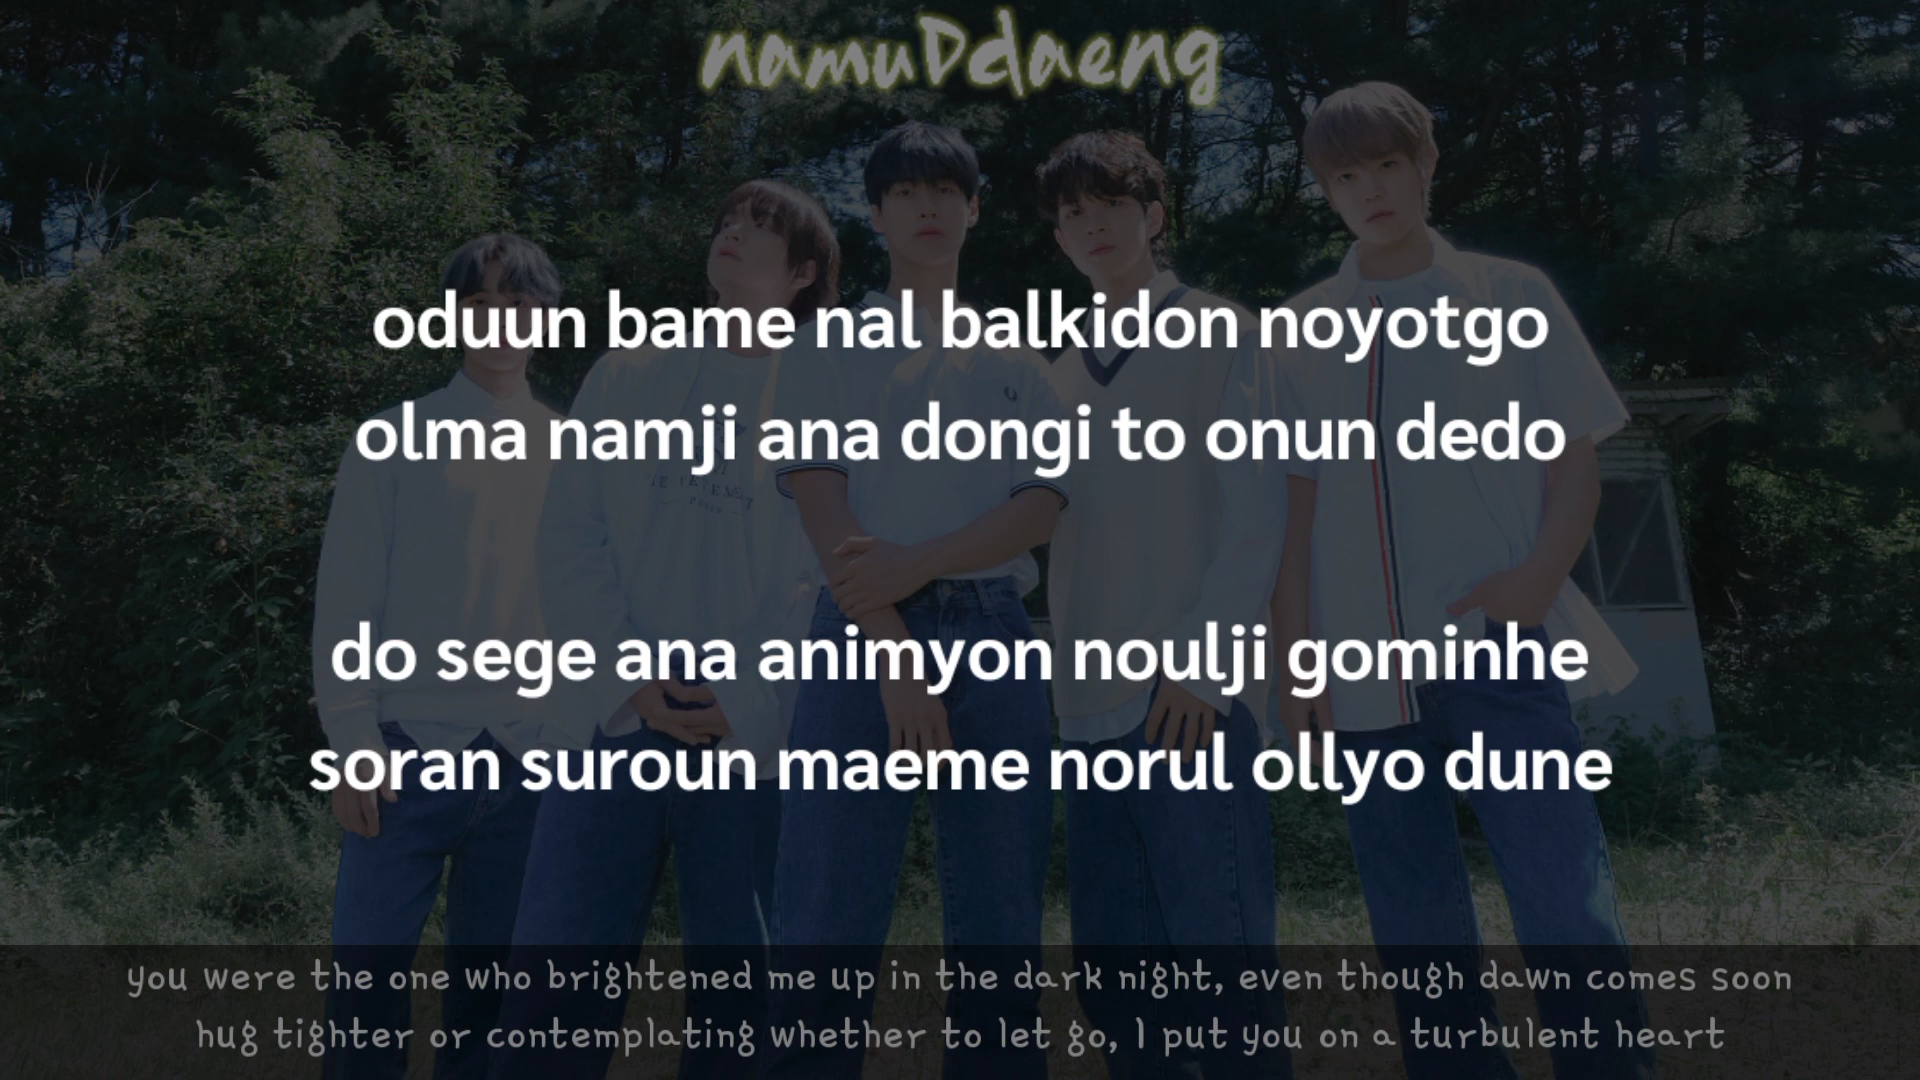 namuDdaeng
oduun bame nal balkidon noyotgo
olma namji ana dongi to onun dedo
do sege ana animyon noulji gominhe
soran suroun maeme norul ollyo dune
you were the one who brightened me up in the dark night, even though dawn comes soon
hug tighter or contemplating whether to let go, I put you on a turbulent heart